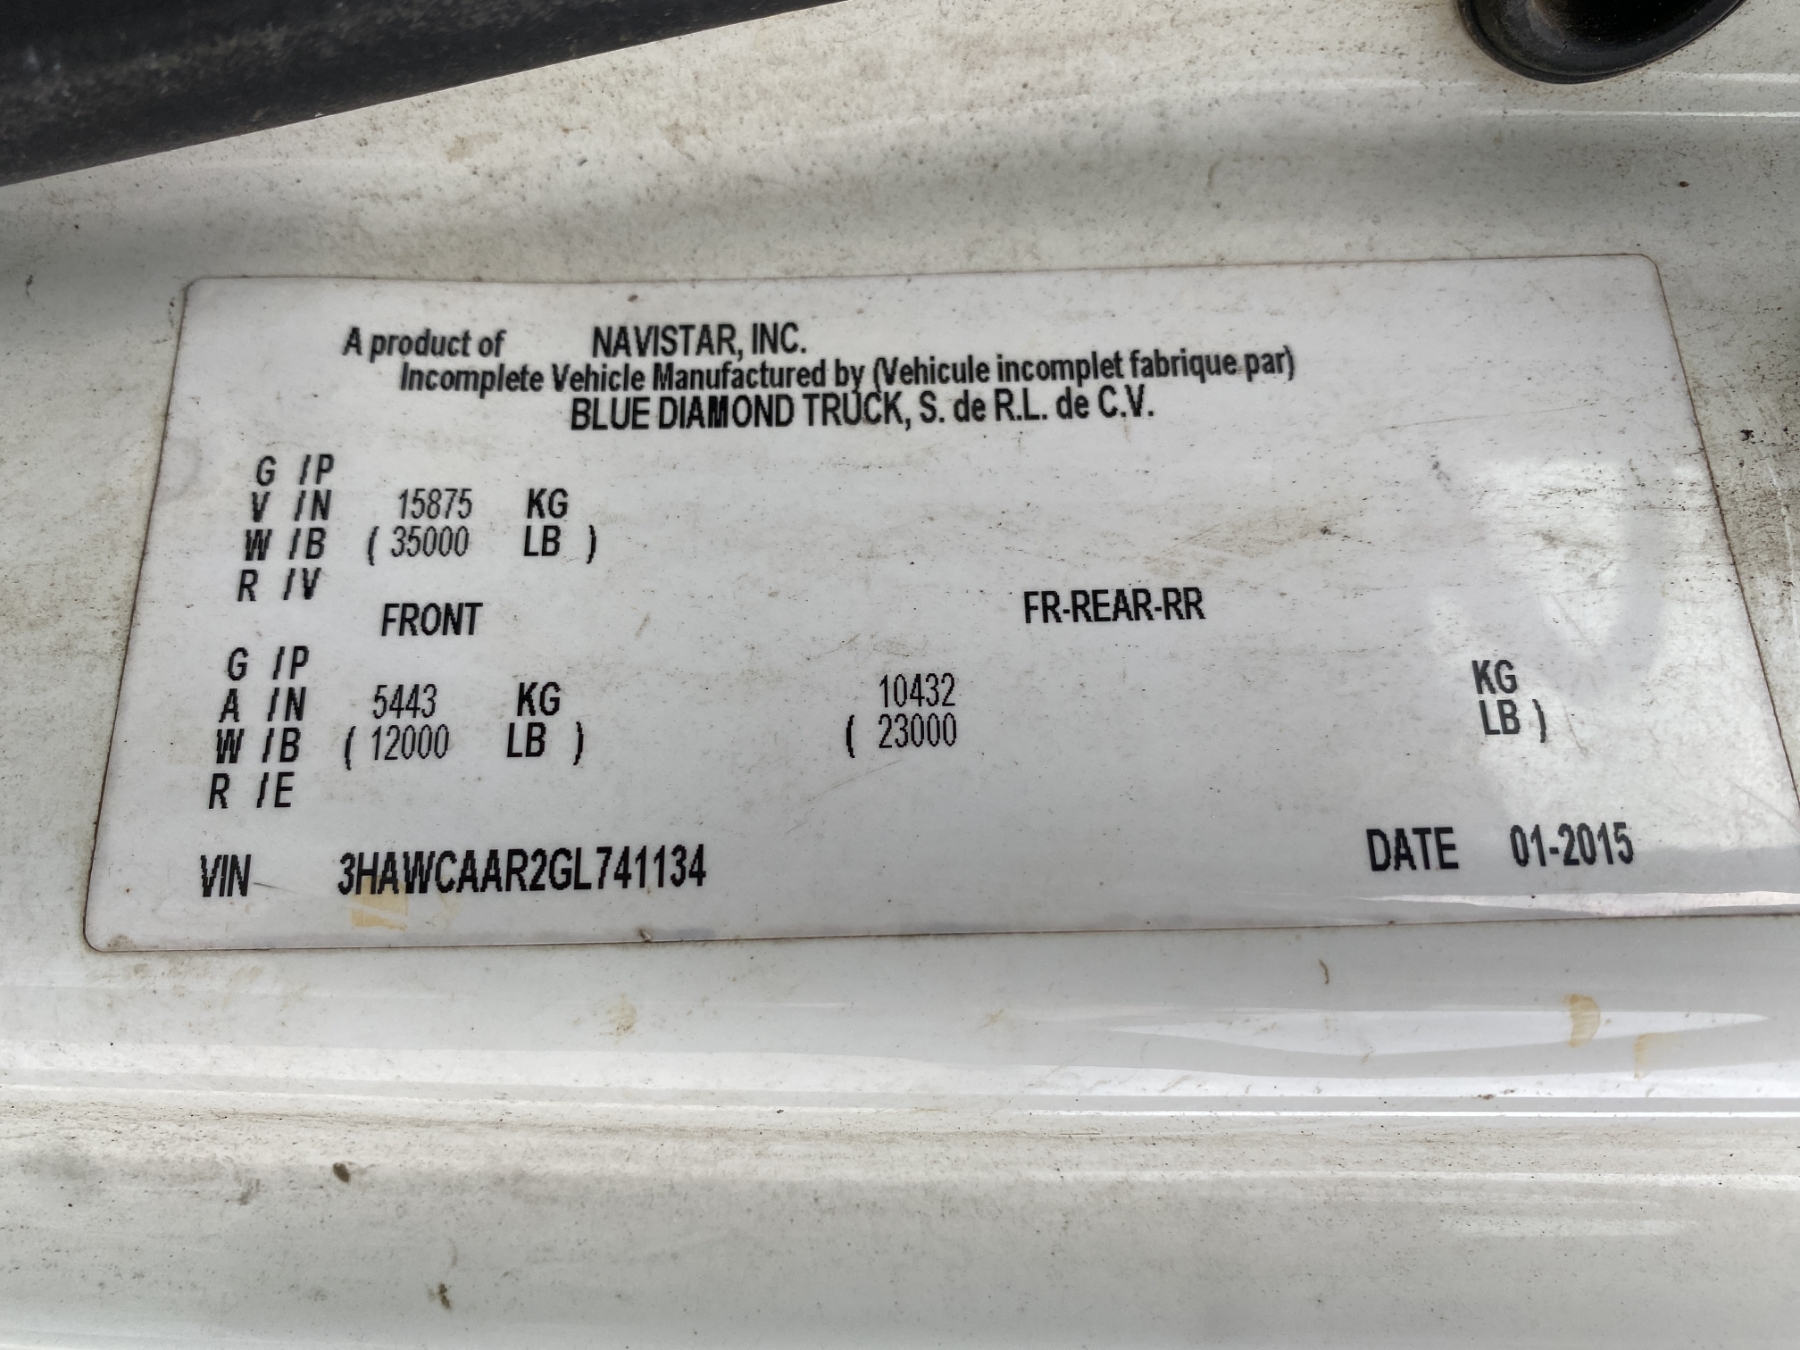 A product of NAVISTAR, INC.
Incomplete Vehicle Manufactured by (Vehicule incomplet fabrique par)
BLUE DIAMOND TRUCK, S. de R.L. de C.V.
G /P
V /N 15875 KG
W /B ( 35000 LB )
R /V
FRONT FR-REAR-RR
G /P
A /N 5443 KG 10432 KG
W /B ( 12000 LB ) ( 23000 LB )
R /E
VIN 3HAWCAAR2GL741134 DATE 01-2015